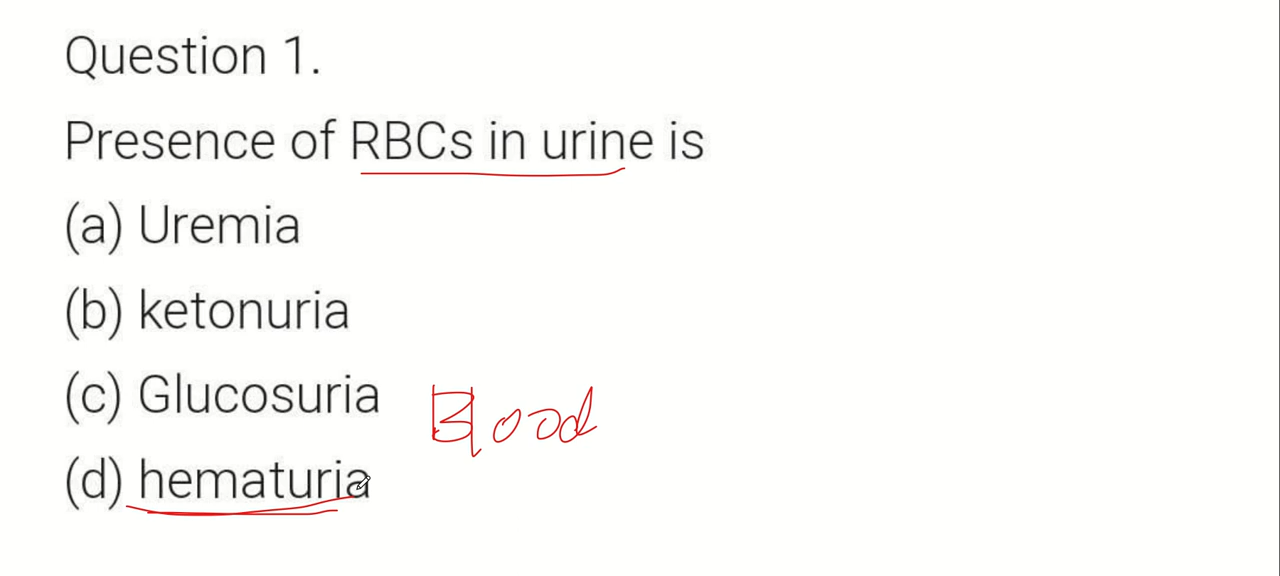 Question 1.
Presence of RBCs in urine is
(a) Uremia
(b) ketonuria
(c) Glucosuria
Blood
(d) hematuria